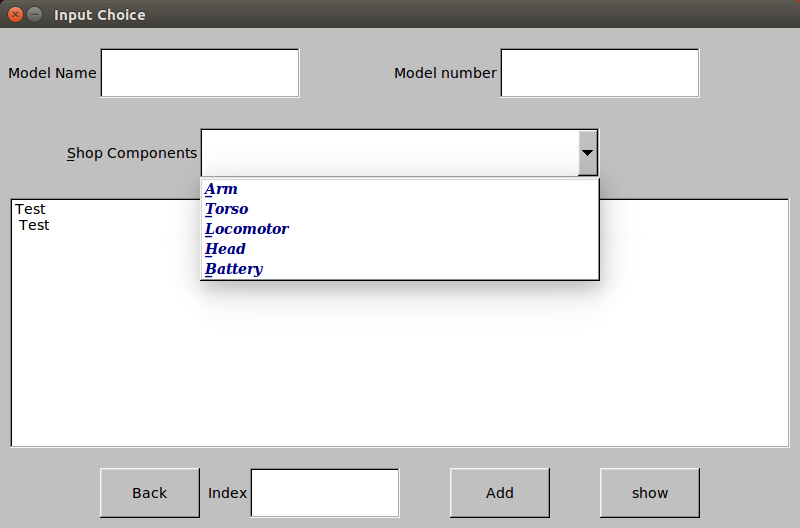 Input Choice
Model Name
Model number
Shop Components
Arm
Torso
Locomotor
Head
Battery
Test
Test
Back
Index
Add
show